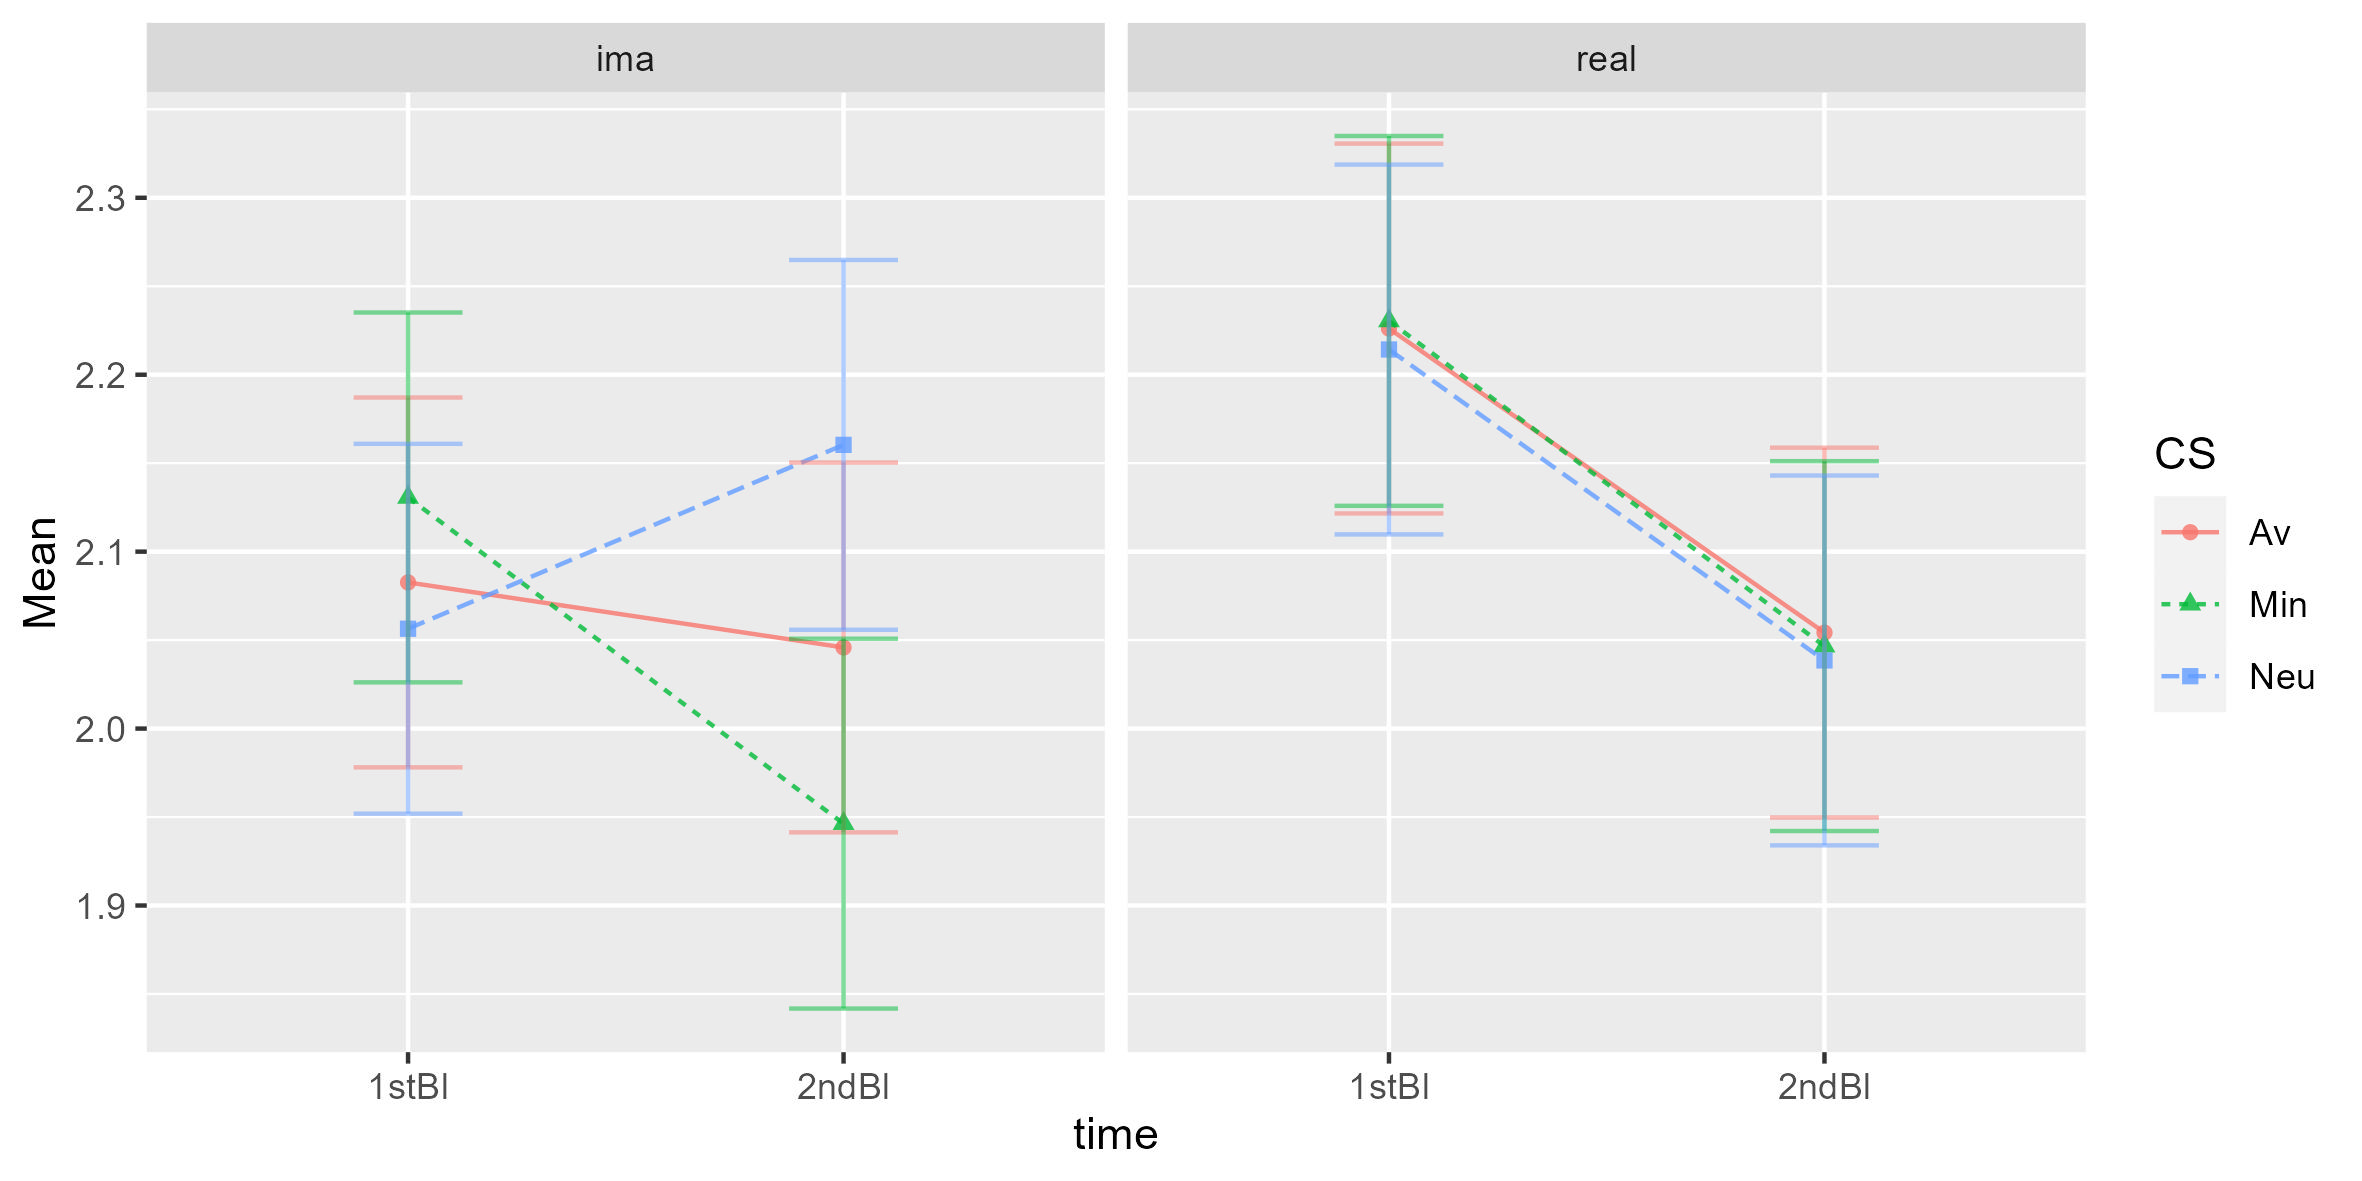 ima
real
Mean
2.3
2.2
2.1
2.0
1.9
1stBl
2ndBl
1stBl
2ndBl
time
CS
Av
Min
Neu